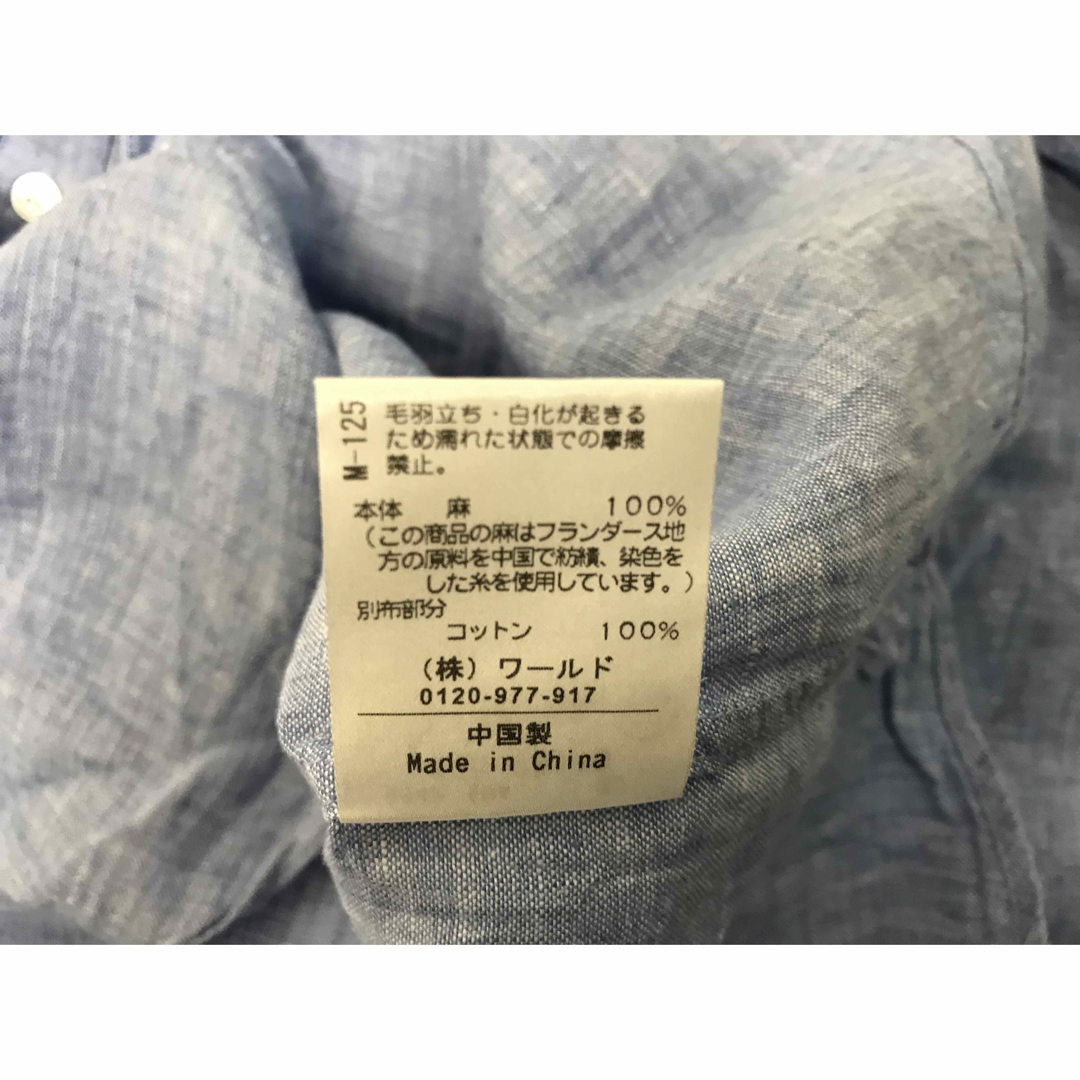 M-125
毛羽立ち・白化が起きる
ため濡れた状態での摩擦
禁止。
本体 麻 100%
（この商品の麻はフランダース地
方の原料を中国で紡績、染色を
した糸を使用しています。）
別布部分
コットン 100%
（株）ワールド
0120-977-917
中国製
Made in China